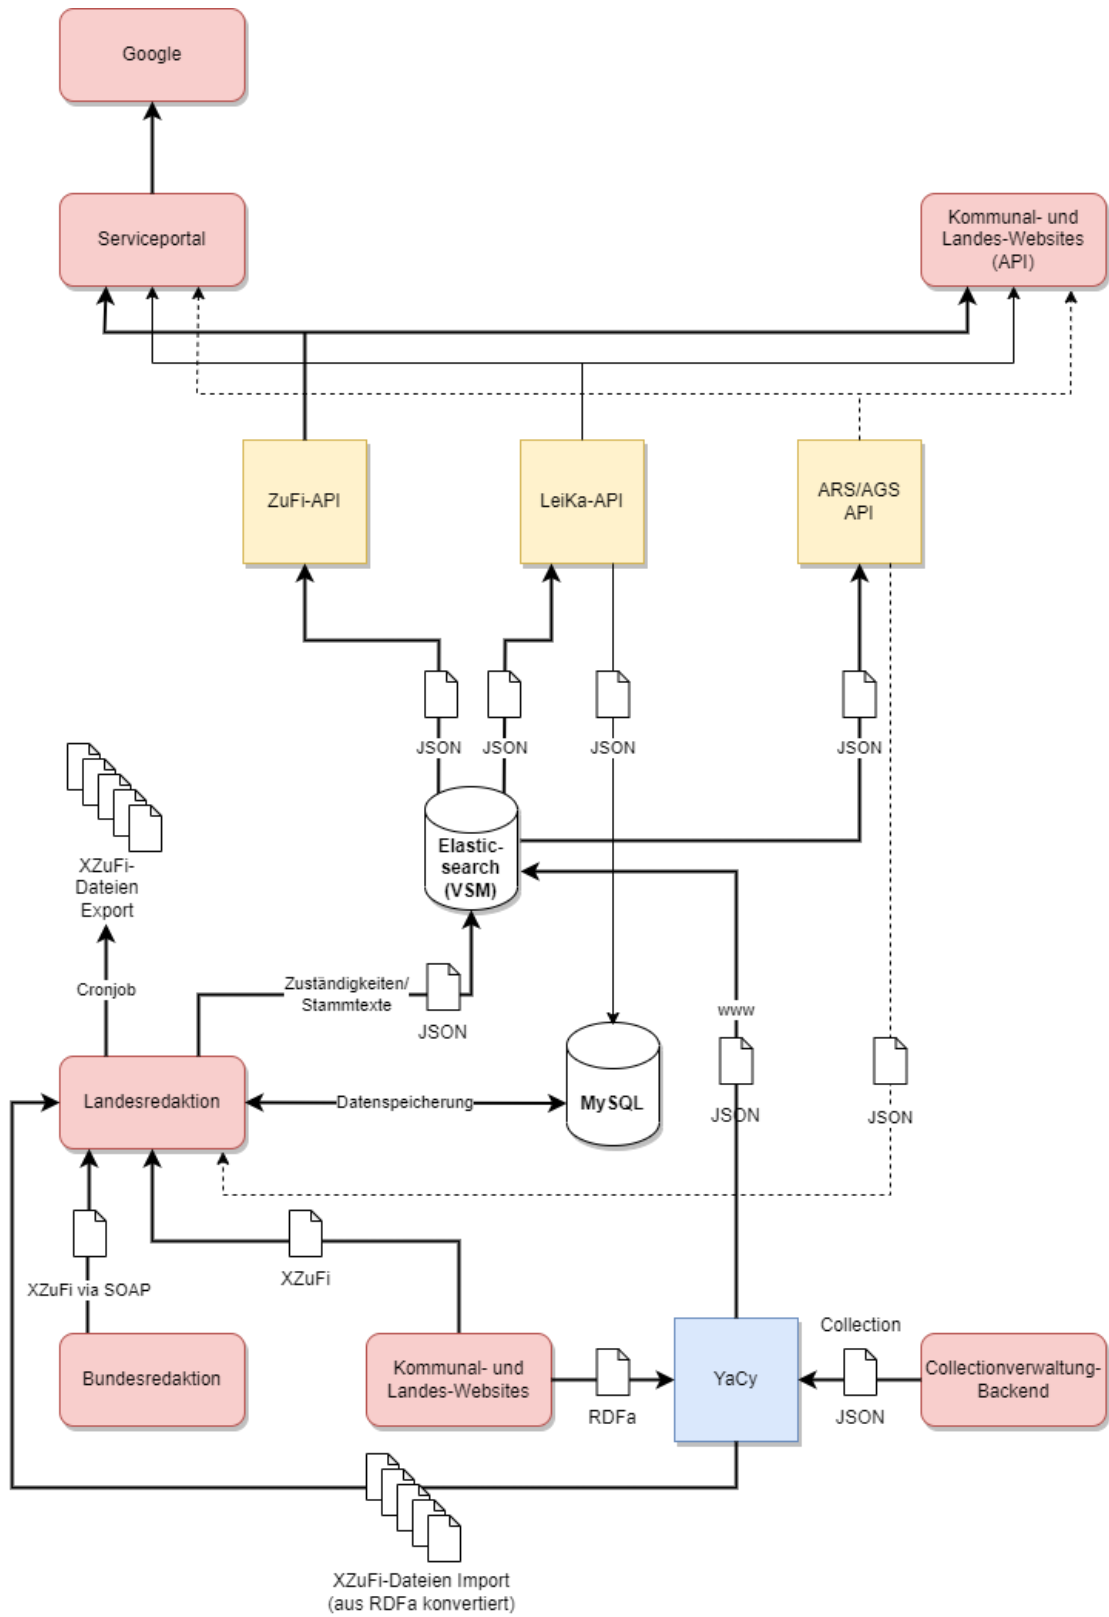 Google
Serviceportal
Kommunal- und
Landes-Websites
(API)
ZuFi-API
LeiKa-API
ARS/AGS
API
JSON
JSON
JSON
JSON
Elastic-
search
(VSM)
XZuFi-
Dateien
Export
Cronjob
Zuständigkeiten/
Stammtexte
JSON
www
JSON
JSON
Landesredaktion
Datenspeicherung
MySQL
XZuFi via SOAP
XZuFi
Bundesredaktion
Kommunal- und
Landes-Websites
RDFa
YaCy
Collection
JSON
Collectionverwaltung-
Backend
XZuFi-Dateien Import
(aus RDFa konvertiert)